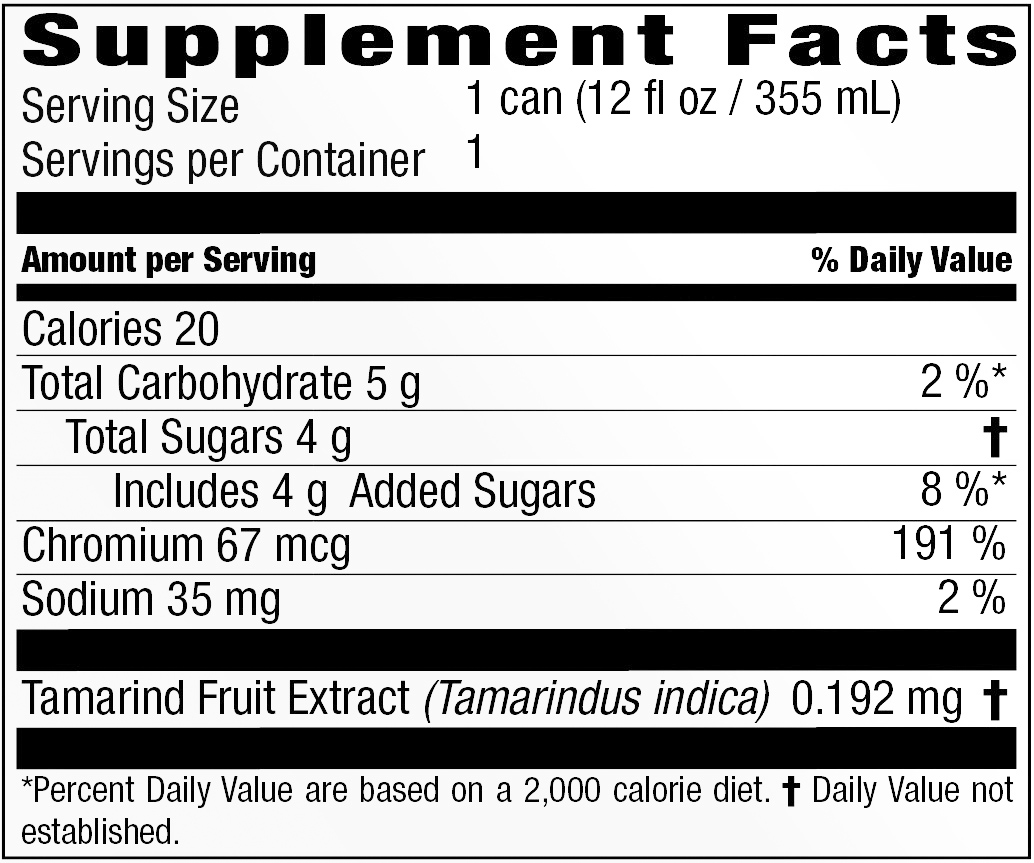 Supplement Facts
Serving Size 1 can (12 fl oz / 355 mL)
Servings per Container 1
Amount per Serving % Daily Value
Calories 20
Total Carbohydrate 5 g 2 %*
Total Sugars 4 g †
Includes 4 g Added Sugars 8 %*
Chromium 67 mcg 191 %
Sodium 35 mg 2 %
Tamarind Fruit Extract (Tamarindus indica) 0.192 mg †
*Percent Daily Value are based on a 2,000 calorie diet. † Daily Value not
established.